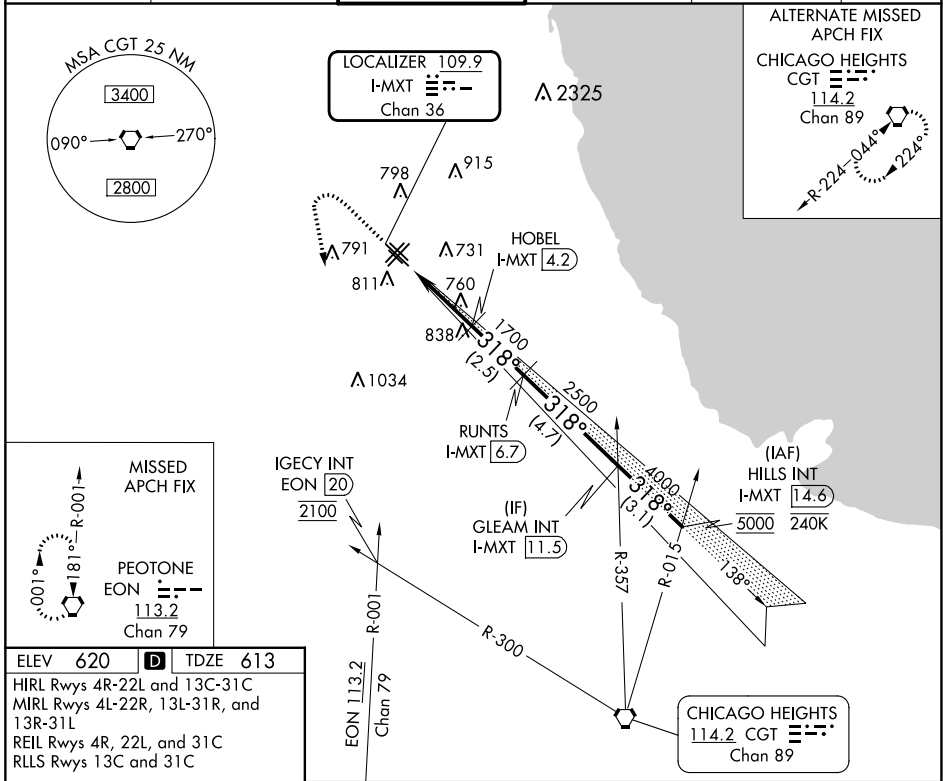 MSA CGT 25 NM
3400
090°
270°
2800
LOCALIZER 109.9
I-MXT
Chan 36
2325
ALTERNATE MISSED
APCH FIX
CHICAGO HEIGHTS
CGT
114.2
Chan 89
R-224
044°
224°
915
798
791
731
811
HOBEL
I-MXT 4.2
760
838
1034
1700
318°
(2.5)
2500
318°
(4.7)
RUNTS
I-MXT 6.7
4000
318°
(3.1)
(IAF)
HILLS INT
I-MXT 14.6
5000 240K
(IF)
GLEAM INT
I-MXT 11.5
138°
R-357
R-015
IGECY INT
EON 20
2100
R-001
R-300
EON 113.2
Chan 79
MISSED
APCH FIX
R-001
181°
001°
PEOTONE
EON
113.2
Chan 79
CHICAGO HEIGHTS
114.2 CGT
Chan 89
ELEV 620 D TDZE 613
HIRL Rwys 4R-22L and 13C-31C
MIRL Rwys 4L-22R, 13L-31R, and
13R-31L
REIL Rwys 4R, 22L, and 31C
RLLS Rwys 13C and 31C